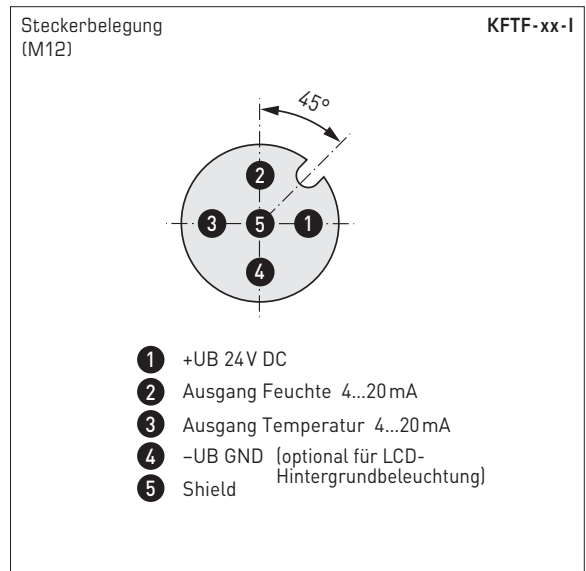 Steckerbelegung KFTF-xx-I
(M12)
45°
2
3 5 1
4
1 +UB 24V DC
2 Ausgang Feuchte 4...20mA
3 Ausgang Temperatur 4...20mA
4 –UB GND (optional für LCD-
Hintergrundbeleuchtung)
5 Shield